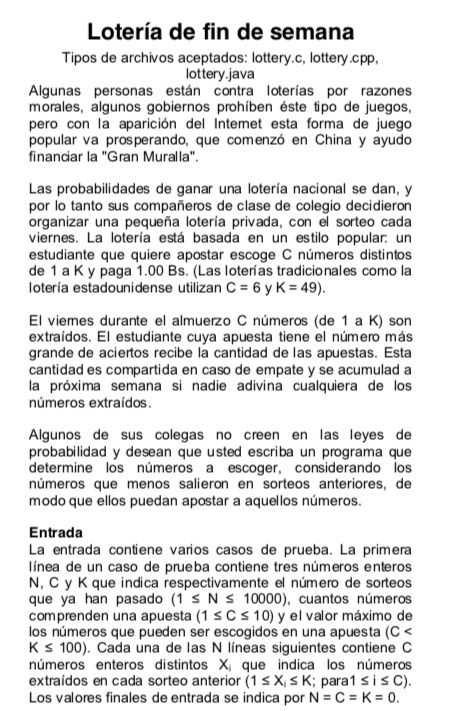 Lotería de fin de semana
Tipos de archivos aceptados: lottery.c, lottery.cpp,
lottery.java
Algunas personas están contra loterías por razones
morales, algunos gobiernos prohíben éste tipo de juegos,
pero con la aparición del Internet esta forma de juego
popular va prosperando, que comenzó en China y ayudo
financiar la "Gran Muralla".
Las probabilidades de ganar una lotería nacional se dan, y
por lo tanto sus compañeros de clase de colegio decidieron
organizar una pequeña lotería privada, con el sorteo cada
viernes. La lotería está basada en un estilo popular: un
estudiante que quiere apostar escoge C números distintos
de 1 a K y paga 1.00 Bs. (Las loterías tradicionales como la
lotería estadounidense utilizan C = 6 y K = 49).
El viernes durante el almuerzo C números (de 1 a K) son
extraídos. El estudiante cuya apuesta tiene el número más
grande de aciertos recibe la cantidad de las apuestas. Esta
cantidad es compartida en caso de empate y se acumulad a
la próxima semana si nadie adivina cualquiera de los
números extraídos.
Algunos de sus colegas no creen en las leyes de
probabilidad y desean que usted escriba un programa que
determine los números a escoger, considerando los
números que menos salieron en sorteos anteriores, de
modo que ellos puedan apostar a aquellos números.
Entrada
La entrada contiene varios casos de prueba. La primera
línea de un caso de prueba contiene tres números enteros
N, C y K que indica respectivamente el número de sorteos
que ya han pasado (1 ≤ N ≤ 10000), cuantos números
comprenden una apuesta (1 ≤ C ≤ 10) y el valor máximo de
los números que pueden ser escogidos en una apuesta (C <
K ≤ 100). Cada una de las N líneas siguientes contiene C
números enteros distintos Xi que indica los números
extraídos en cada sorteo anterior (1 ≤ Xi ≤ K; para1 ≤ i ≤ C).
Los valores finales de entrada se indica por N = C = K = 0.